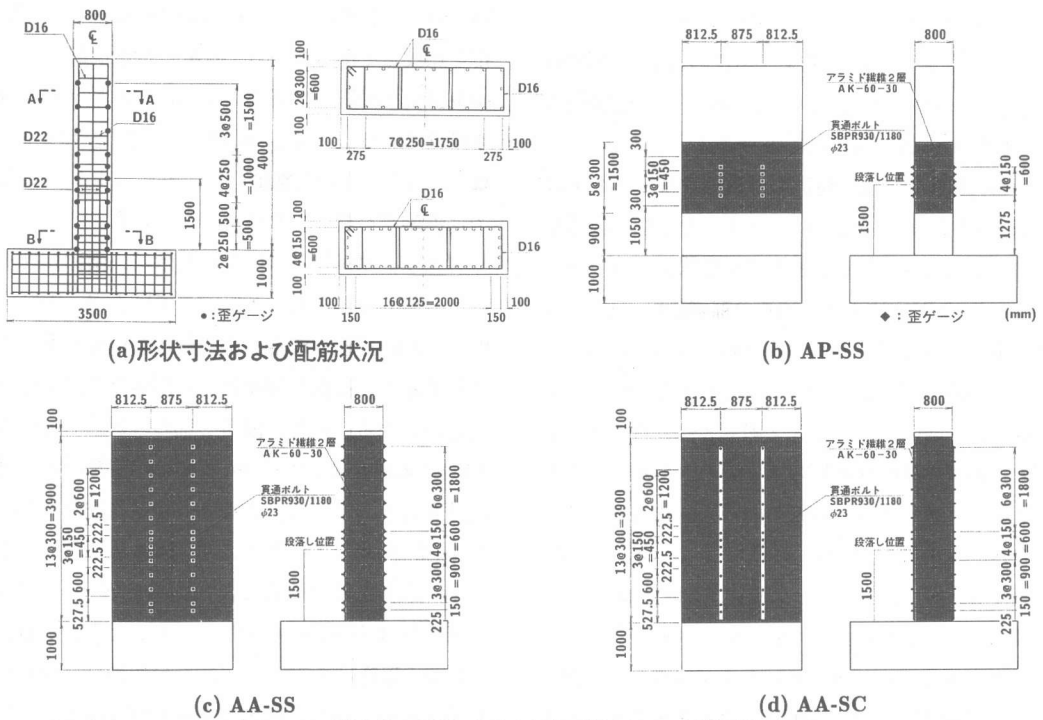 800
D16
℄
A
A
D16
D22
D22
B
B
3@500
=1500
4@250
=1000
500
2@250
=500
1500
4000
1000
3500
●:歪ゲージ
D16
℄
100
2@300
=600
100
D16
100
275
7@250=1750
275
100
D16
℄
100
4@150
=600
100
D16
100
150
16@125=2000
150
100
(a)形状寸法および配筋状況
812.5
875
812.5
800
アラミド繊維2層
AK-60-30
貫通ボルト
SBPR930/1180
φ23
段落し位置
5@300
=1500
900
1000
300
3@150
=450
300
1050
1500
4@150
=600
1275
◆:歪ゲージ
(mm)
(b) AP-SS
812.5
875
812.5
800
100
13@300=3900
1000
2@600
=1200
222.5
3@150
=450
222.5
600
527.5
アラミド繊維2層
AK-60-30
貫通ボルト
SBPR930/1180
φ23
段落し位置
1500
6@300
=1800
4@150
=600
3@300
=900
150
225
(c) AA-SS
812.5
875
812.5
800
100
13@300=3900
1000
2@600
=1200
222.5
3@150
=450
222.5
600
527.5
アラミド繊維2層
AK-60-30
貫通ボルト
SBPR930/1180
φ23
段落し位置
1500
6@300
=1800
4@150
=600
3@300
=900
150
225
(d) AA-SC